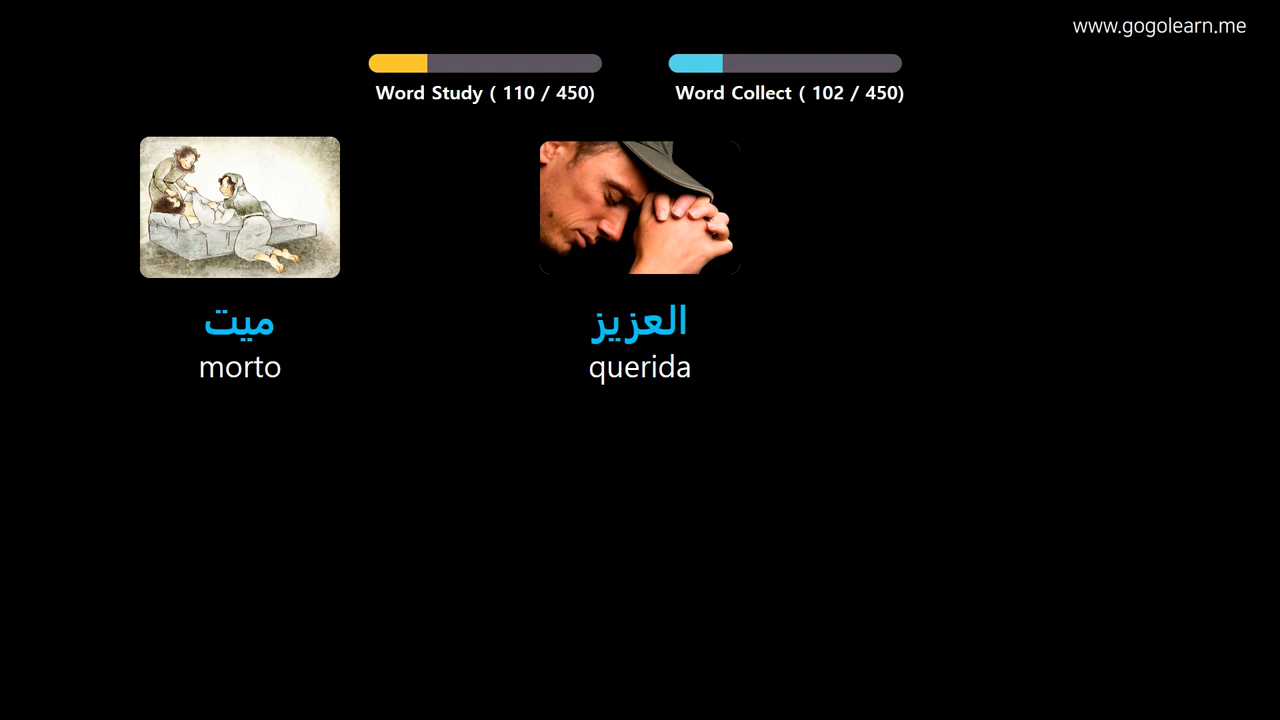 www.gogolearn.me
Word Study ( 110 / 450)
Word Collect ( 102 / 450)
ميت
morto
العزيز
querida